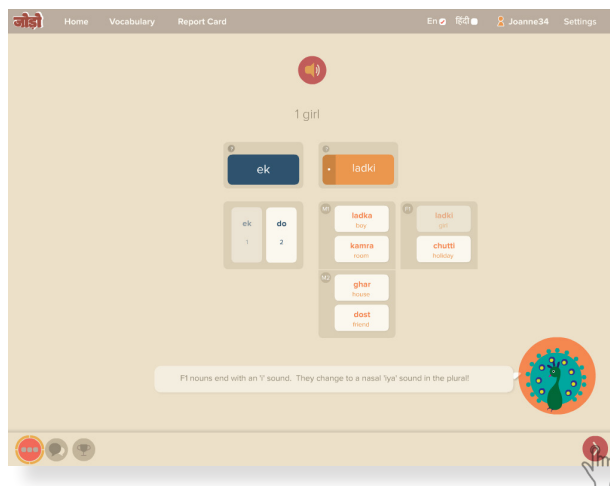 जोड़ो Home Vocabulary Report Card En हिंदी Joanne34 Settings
1 girl
ek ladki
ek do
1 2
M1
ladka
boy
kamra
room
F1
ladki
girl
chutti
holiday
M2
ghar
house
dost
friend
F1 nouns end with an 'i' sound. They change to a nasal 'iya' sound in the plural!